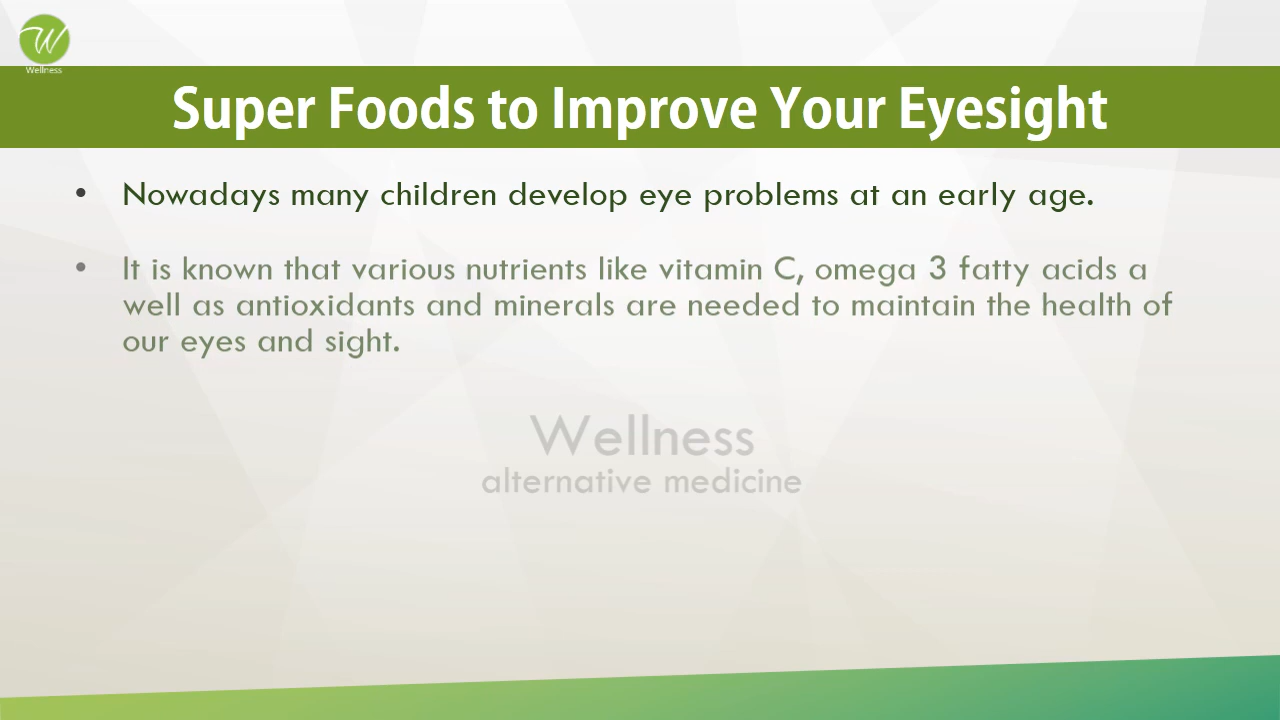 W
Wellness
Super Foods to Improve Your Eyesight
• Nowadays many children develop eye problems at an early age.
• It is known that various nutrients like vitamin C, omega 3 fatty acids a
well as antioxidants and minerals are needed to maintain the health of
our eyes and sight.
Wellness
alternative medicine